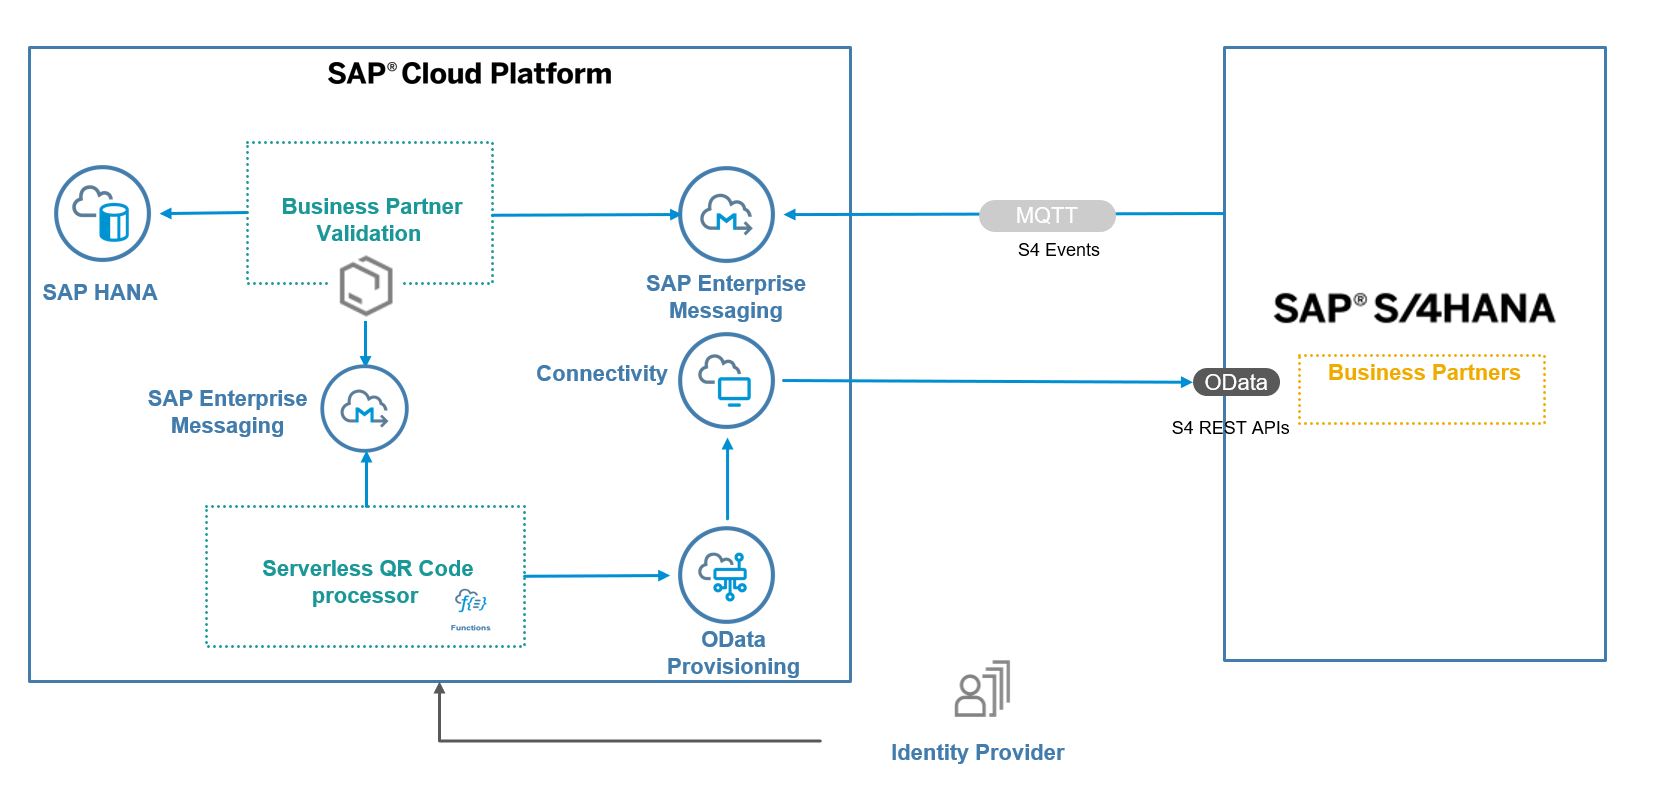 SAP® Cloud Platform
Business Partner
Validation
SAP HANA
SAP Enterprise
Messaging
MQTT
S4 Events
SAP® S/4HANA
Connectivity
OData
Business Partners
S4 REST APIs
SAP Enterprise
Messaging
Serverless QR Code
processor
f{≡}
Functions
OData
Provisioning
Identity Provider